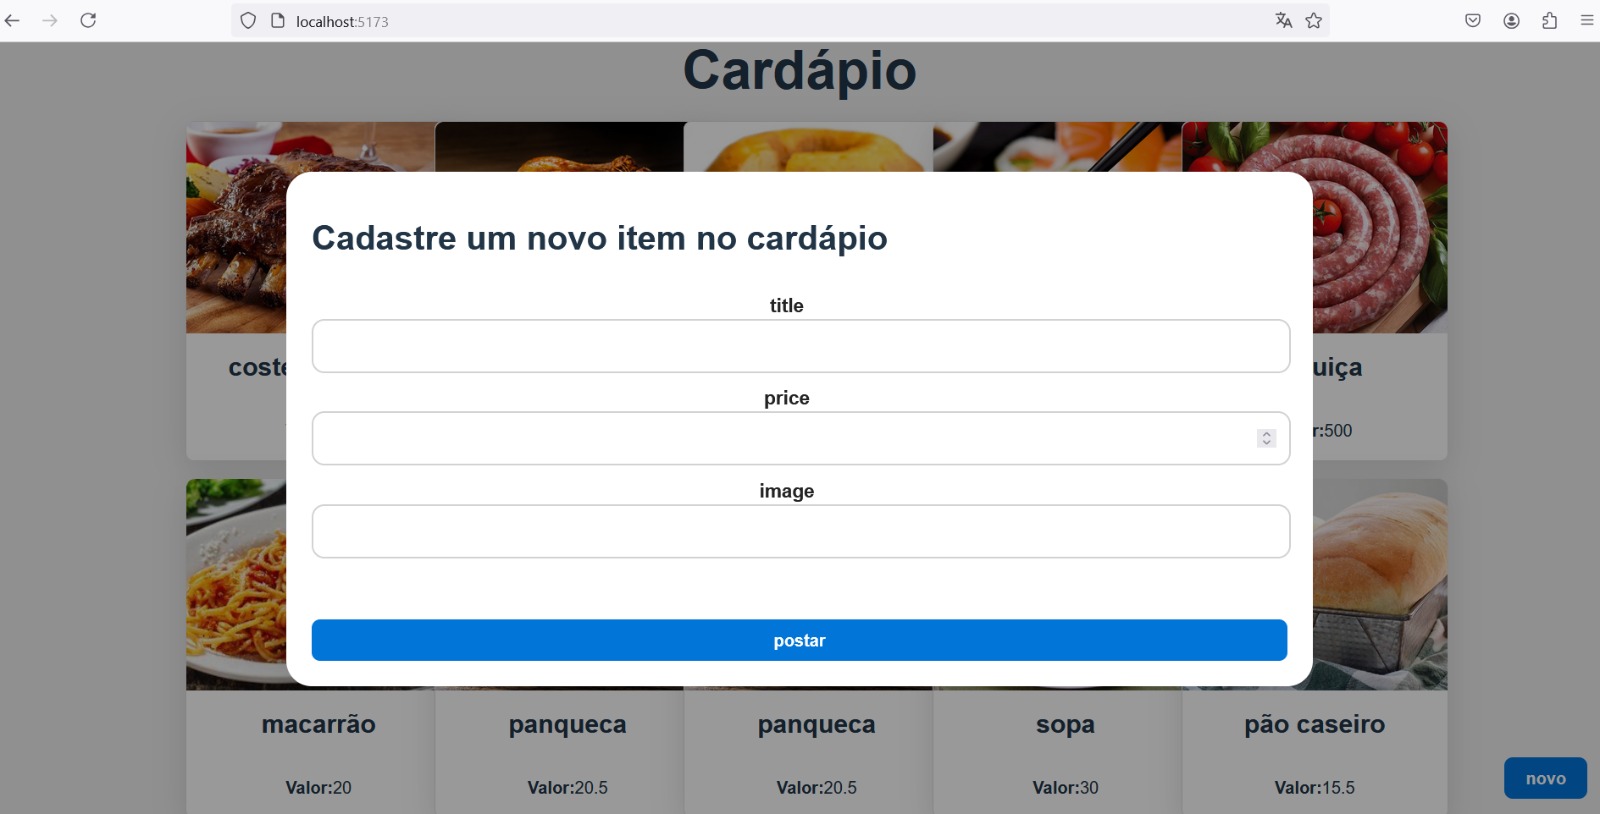 localhost:5173
Cardápio
Cadastre um novo item no cardápio
title
price
image
postar
uiça
:500
macarrão
panqueca
panqueca
sopa
pão caseiro
Valor:20
Valor:20.5
Valor:20.5
Valor:30
Valor:15.5
novo